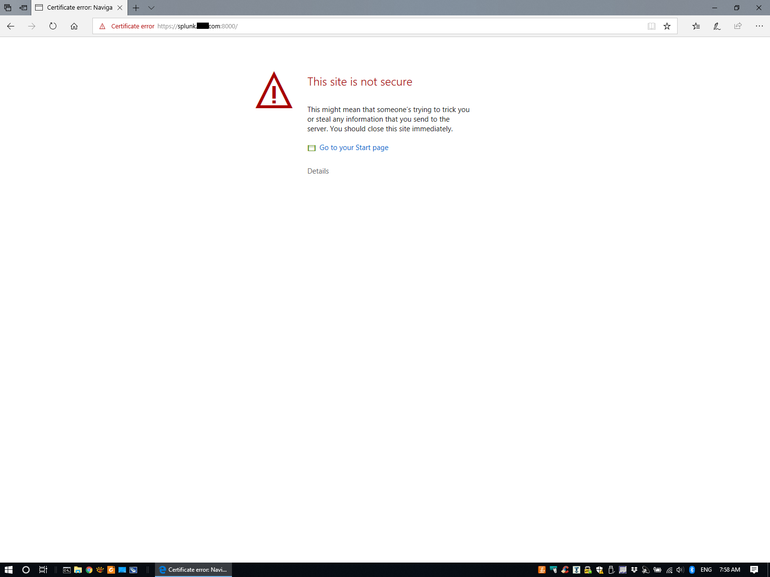 Certificate error: Naviga
Certificate error https://splunk. com:8000/
This site is not secure
This might mean that someone's trying to trick you
or steal any information that you send to the
server. You should close this site immediately.
Go to your Start page
Details
Certificate error: Navi...
ENG
7:58 AM